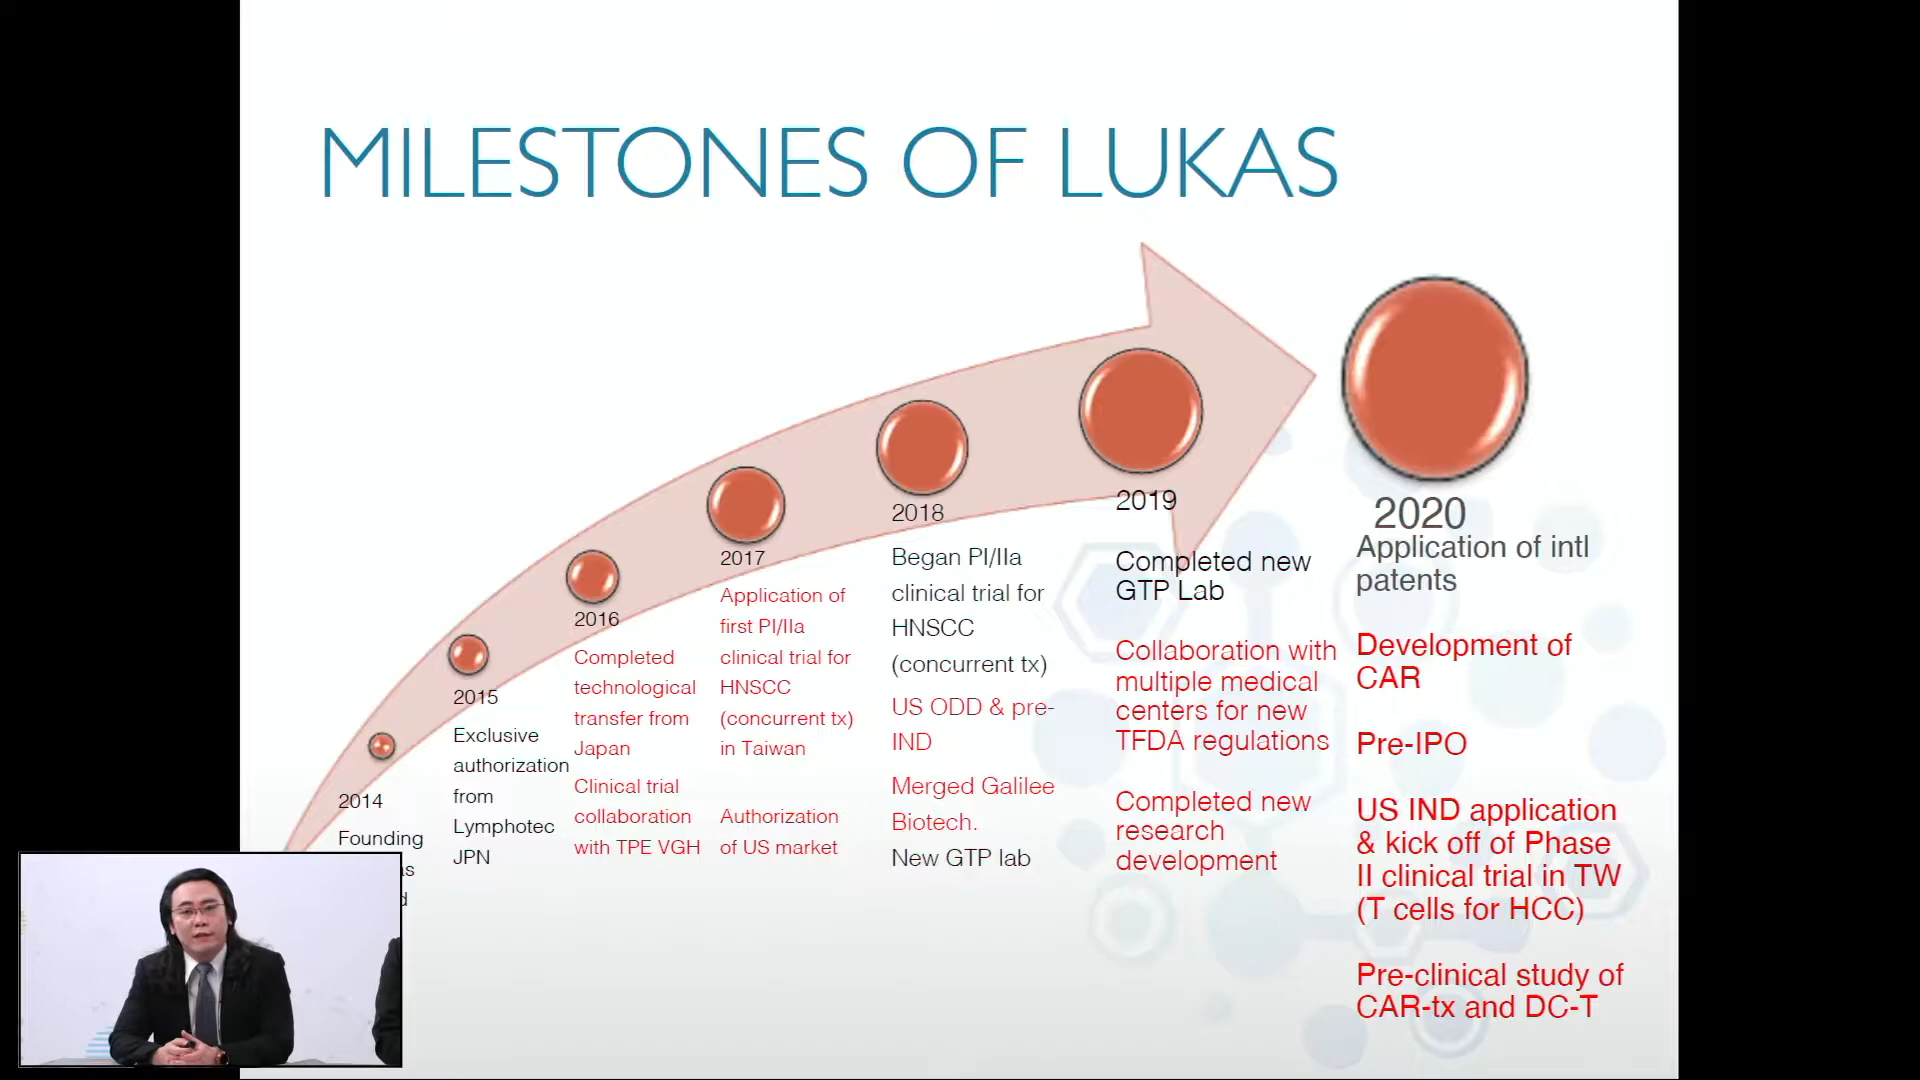 MILESTONES OF LUKAS
2014
Founding
2015
Exclusive
authorization
from
Lymphotec
JPN
2016
Completed
technological
transfer from
Japan
Clinical trial
collaboration
with TPE VGH
2017
Application of
first PI/IIa
clinical trial for
HNSCC
(concurrent tx)
in Taiwan
Authorization
of US market
2018
Began PI/IIa
clinical trial for
HNSCC
(concurrent tx)
US ODD & pre-
IND
Merged Galilee
Biotech.
New GTP lab
2019
Completed new
GTP Lab
Collaboration with
multiple medical
centers for new
TFDA regulations
Completed new
research
development
2020
Application of intl
patents
Development of
CAR
Pre-IPO
US IND application
& kick off of Phase
II clinical trial in TW
(T cells for HCC)
Pre-clinical study of
CAR-tx and DC-T